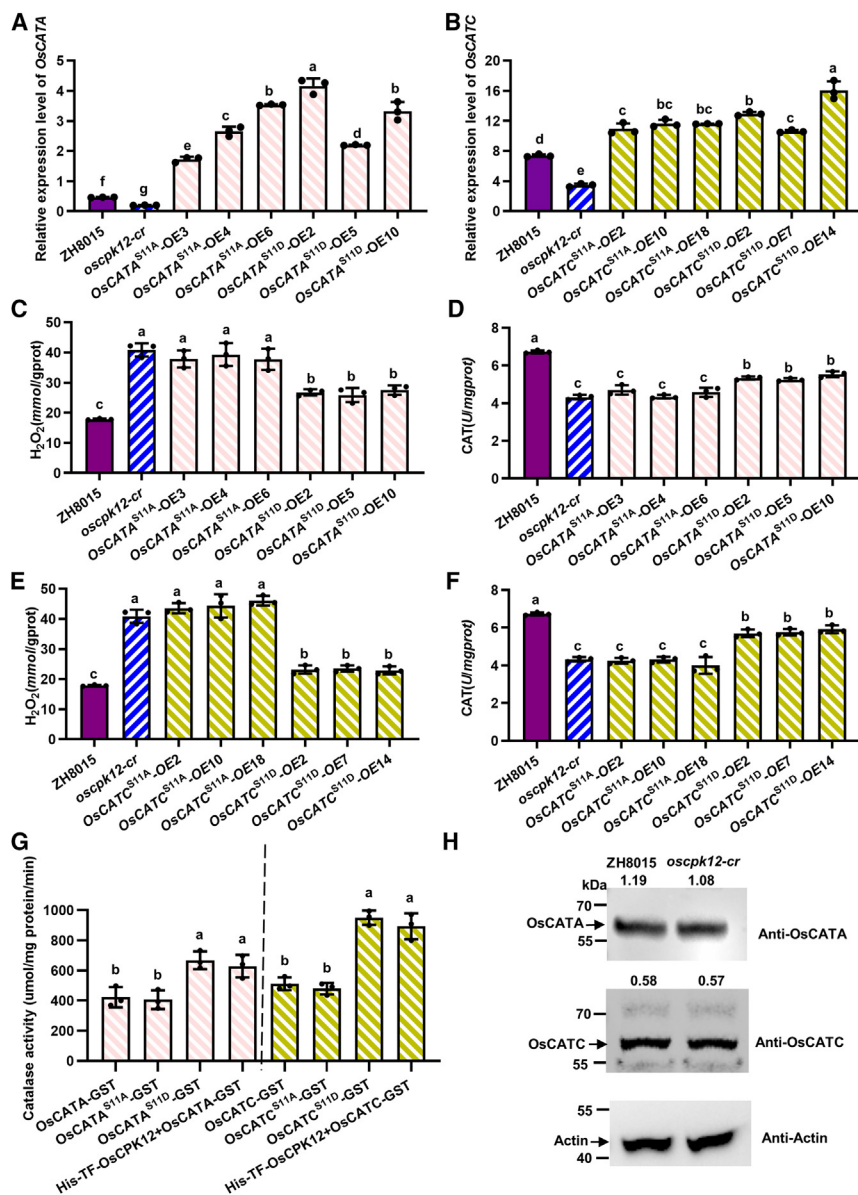 A
Relative expression level of OsCATA
5
4
3
2
1
0
f
g
e
c
b
a
d
b
ZH8015
oscpk12-cr
OsCATA^S11A-OE3
OsCATA^S11A-OE4
OsCATA^S11A-OE6
OsCATA^S11D-OE2
OsCATA^S11D-OE5
OsCATA^S11D-OE10
B
Relative expression level of OsCATC
20
16
12
8
4
0
d
e
c
bc
bc
b
c
a
ZH8015
oscpk12-cr
OsCATC^S11A-OE2
OsCATC^S11A-OE10
OsCATC^S11A-OE18
OsCATC^S11D-OE2
OsCATC^S11D-OE7
OsCATC^S11D-OE14
C
H₂O₂(mmol/gprot)
50
40
30
20
10
0
c
a
a
a
a
b
b
b
ZH8015
oscpk12-cr
OsCATA^S11A-OE3
OsCATA^S11A-OE4
OsCATA^S11A-OE6
OsCATA^S11D-OE2
OsCATA^S11D-OE5
OsCATA^S11D-OE10
D
CAT(U/mgprot)
8
6
4
2
0
a
c
c
c
c
b
b
b
ZH8015
oscpk12-cr
OsCATA^S11A-OE3
OsCATA^S11A-OE4
OsCATA^S11A-OE6
OsCATA^S11D-OE2
OsCATA^S11D-OE5
OsCATA^S11D-OE10
E
H₂O₂(mmol/gprot)
50
40
30
20
10
0
c
a
a
a
a
b
b
b
ZH8015
oscpk12-cr
OsCATC^S11A-OE2
OsCATC^S11A-OE10
OsCATC^S11A-OE18
OsCATC^S11D-OE2
OsCATC^S11D-OE7
OsCATC^S11D-OE14
F
CAT(U/mgprot)
8
6
4
2
0
a
c
c
c
c
b
b
b
ZH8015
oscpk12-cr
OsCATC^S11A-OE2
OsCATC^S11A-OE10
OsCATC^S11A-OE18
OsCATC^S11D-OE2
OsCATC^S11D-OE7
OsCATC^S11D-OE14
G
Catalase activity (umol/mg protein/min)
1000
800
600
400
200
0
b
b
a
a
b
b
a
a
OsCATA-GST
OsCATA^S11A-GST
OsCATA^S11D-GST
His-TF-OsCPK12+OsCATA-GST
OsCATC-GST
OsCATC^S11A-GST
OsCATC^S11D-GST
His-TF-OsCPK12+OsCATC-GST
H
ZH8015 oscpk12-cr
kDa 1.19 1.08
70
OsCATA
55
Anti-OsCATA
0.58 0.57
70
OsCATC
55
Anti-OsCATC
55
Actin
40
Anti-Actin